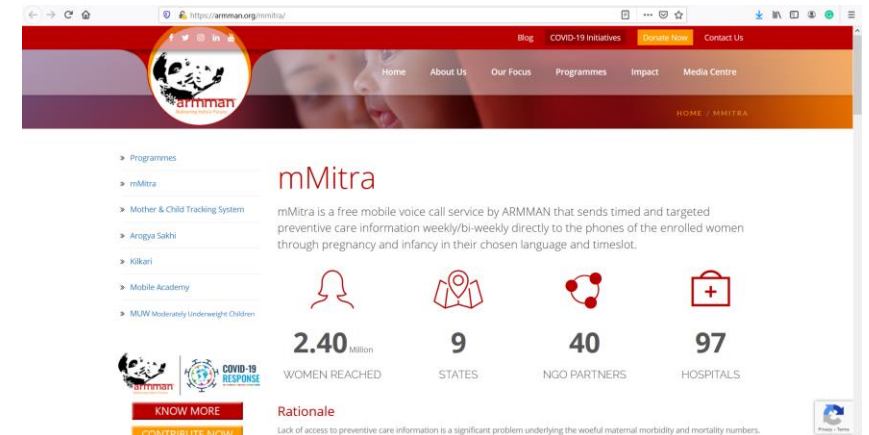 https://armman.org/mmitra/
Blog COVID-19 Initiatives Donate Now Contact Us
armman
Home About Us Our Focus Programmes Impact Media Centre
HOME / MMITRA
» Programmes
» mMitra
» Mother & Child Tracking System
» Arogya Sakhi
» Kilkari
» Mobile Academy
» MUW Moderately Underweight Children
mMitra
mMitra is a free mobile voice call service by ARMMAN that sends timed and targeted
preventive care information weekly/bi-weekly directly to the phones of the enrolled women
through pregnancy and infancy in their chosen language and timeslot.
2.40 Million 9 40 97
WOMEN REACHED STATES NGO PARTNERS HOSPITALS
armman
COVID-19
RESPONSE
KNOW MORE
CONTRIBUTE NOW
Rationale
Lack of access to preventive care information is a significant problem underlying the woeful maternal morbidity and mortality numbers.
Privacy - Terms